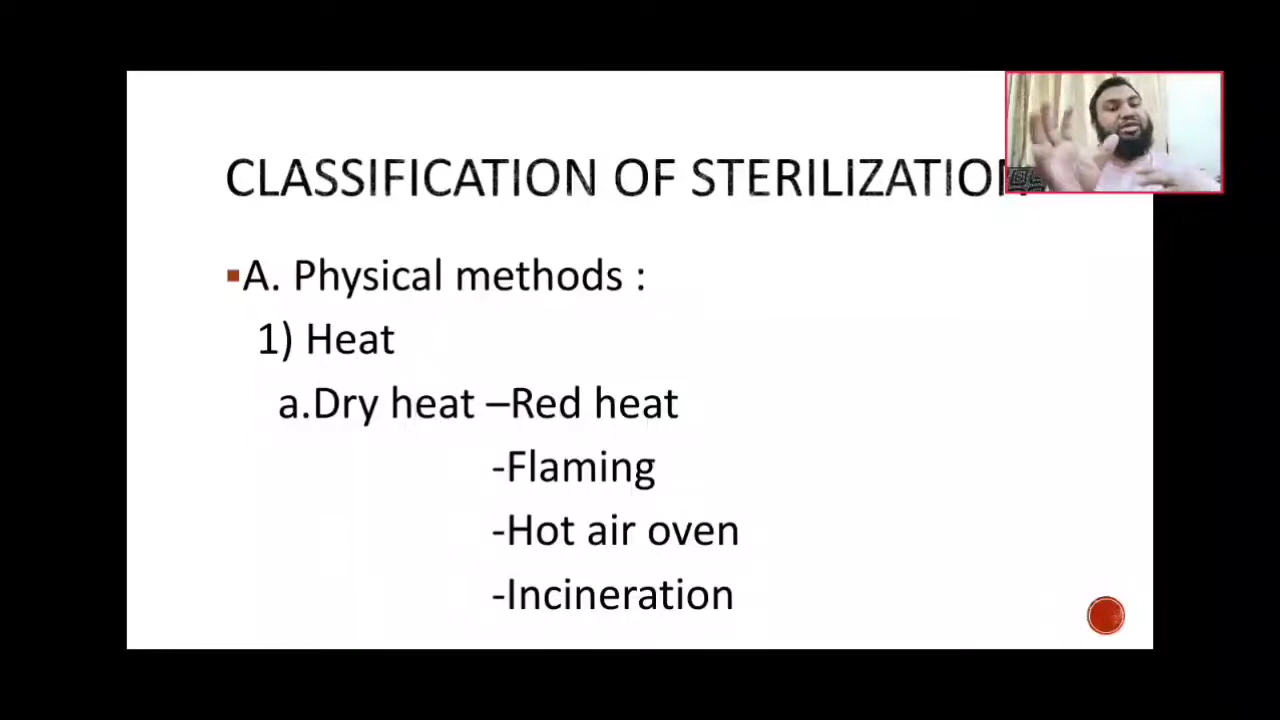 CLASSIFICATION OF STERILIZATION
▪A. Physical methods :
1) Heat
a.Dry heat –Red heat
-Flaming
-Hot air oven
-Incineration